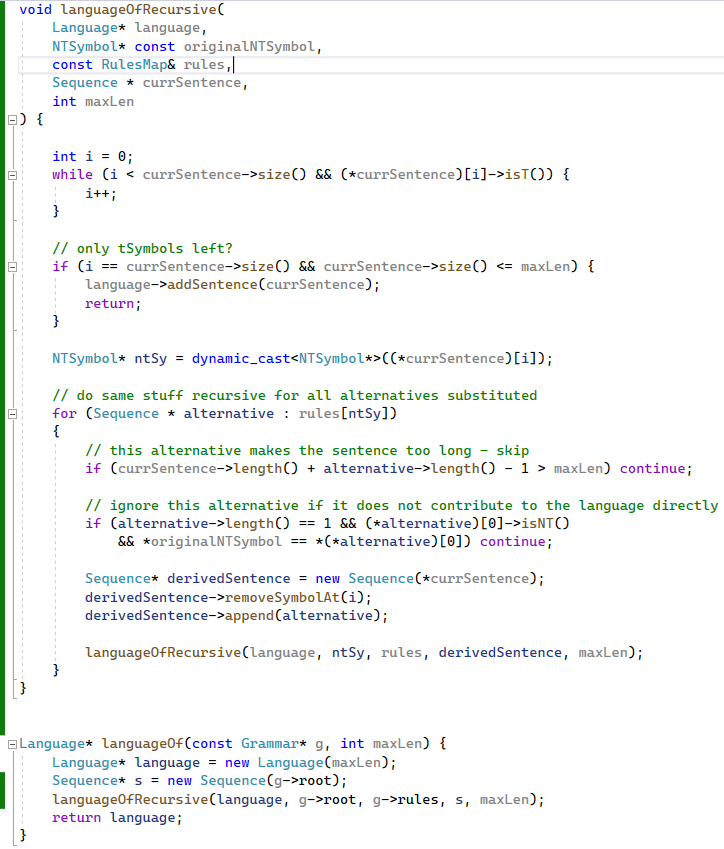 void languageOfRecursive(
    Language* language,
    NTSymbol* const originalNTSymbol,
    const RulesMap& rules,
    Sequence * currSentence,
    int maxLen
) {
    int i = 0;
    while (i < currSentence->size() && (*currSentence)[i]->isT()) {
        i++;
    }
    // only tSymbols left?
    if (i == currSentence->size() && currSentence->size() <= maxLen) {
        language->addSentence(currSentence);
        return;
    }
    NTSymbol* ntSy = dynamic_cast<NTSymbol*>((*currSentence)[i]);
    // do same stuff recursive for all alternatives substituted
    for (Sequence * alternative : rules[ntSy])
    {
        // this alternative makes the sentence too long - skip
        if (currSentence->length() + alternative->length() - 1 > maxLen) continue;
        // ignore this alternative if it does not contribute to the language directly
        if (alternative->length() == 1 && (*alternative)[0]->isNT()
            && *originalNTSymbol == *(*alternative)[0]) continue;
        Sequence* derivedSentence = new Sequence(*currSentence);
        derivedSentence->removeSymbolAt(i);
        derivedSentence->append(alternative);
        languageOfRecursive(language, ntSy, rules, derivedSentence, maxLen);
    }
}
Language* languageOf(const Grammar* g, int maxLen) {
    Language* language = new Language(maxLen);
    Sequence* s = new Sequence(g->root);
    languageOfRecursive(language, g->root, g->rules, s, maxLen);
    return language;
}